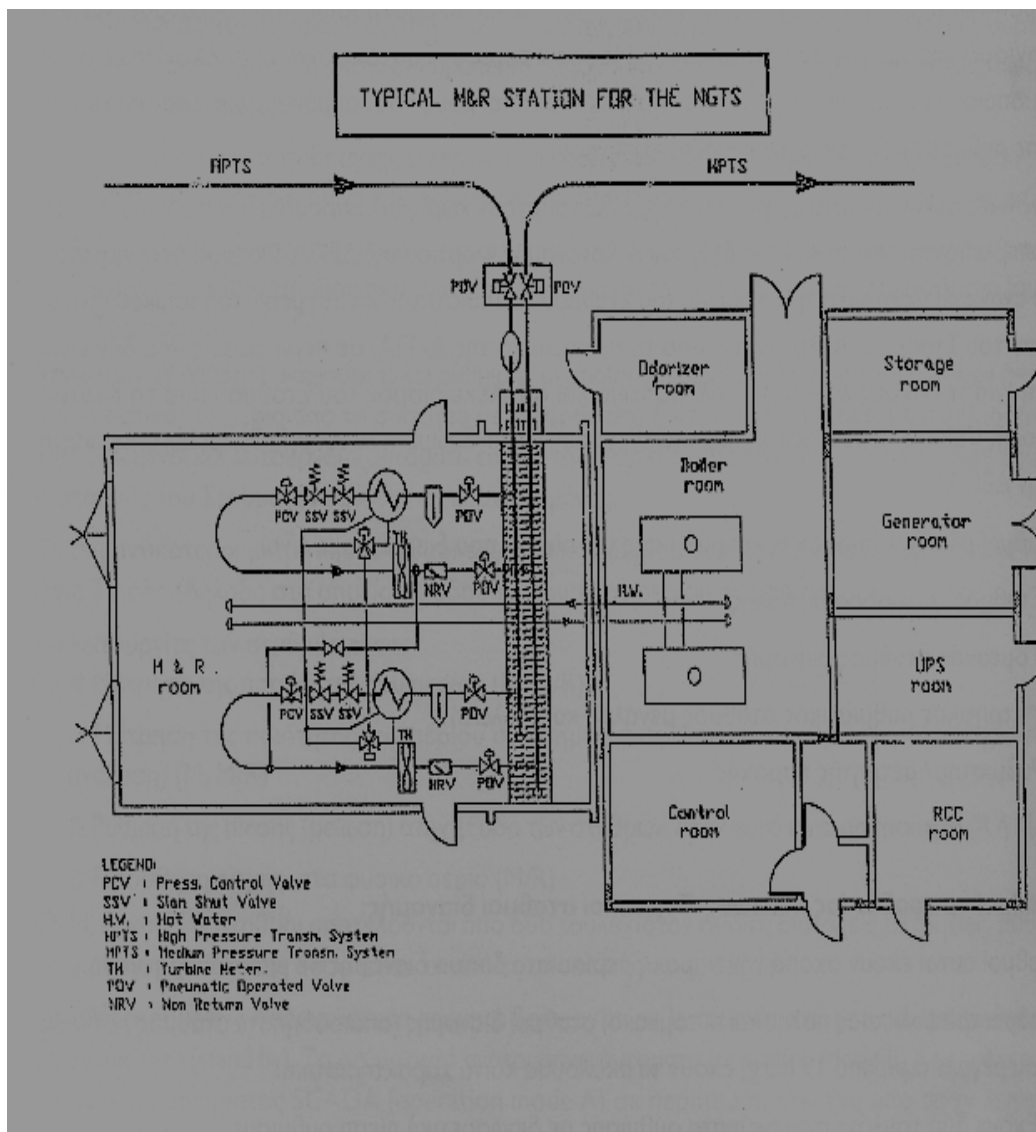 TYPICAL M&R STATION FOR THE NGTS
HPTS
MPTS
POV
POV
Odorizer
room
Storage
room
Boiler
room
PCV SSV SSV
POV
Generator
room
TM
NRV
POV
H.W.
M & R
room
UPS
room
PCV SSV SSV
POV
TM
NRV
POV
Control
room
RCC
room
LEGEND:
PCV : Press. Control Valve
SSV : Slam Shut Valve
H.W. : Hot Water
HPTS : High Pressure Transm. System
MPTS : Medium Pressure Transm. System
TM : Turbine Meter.
POV : Pneumatic Operated Valve
NRV : Non Return Valve